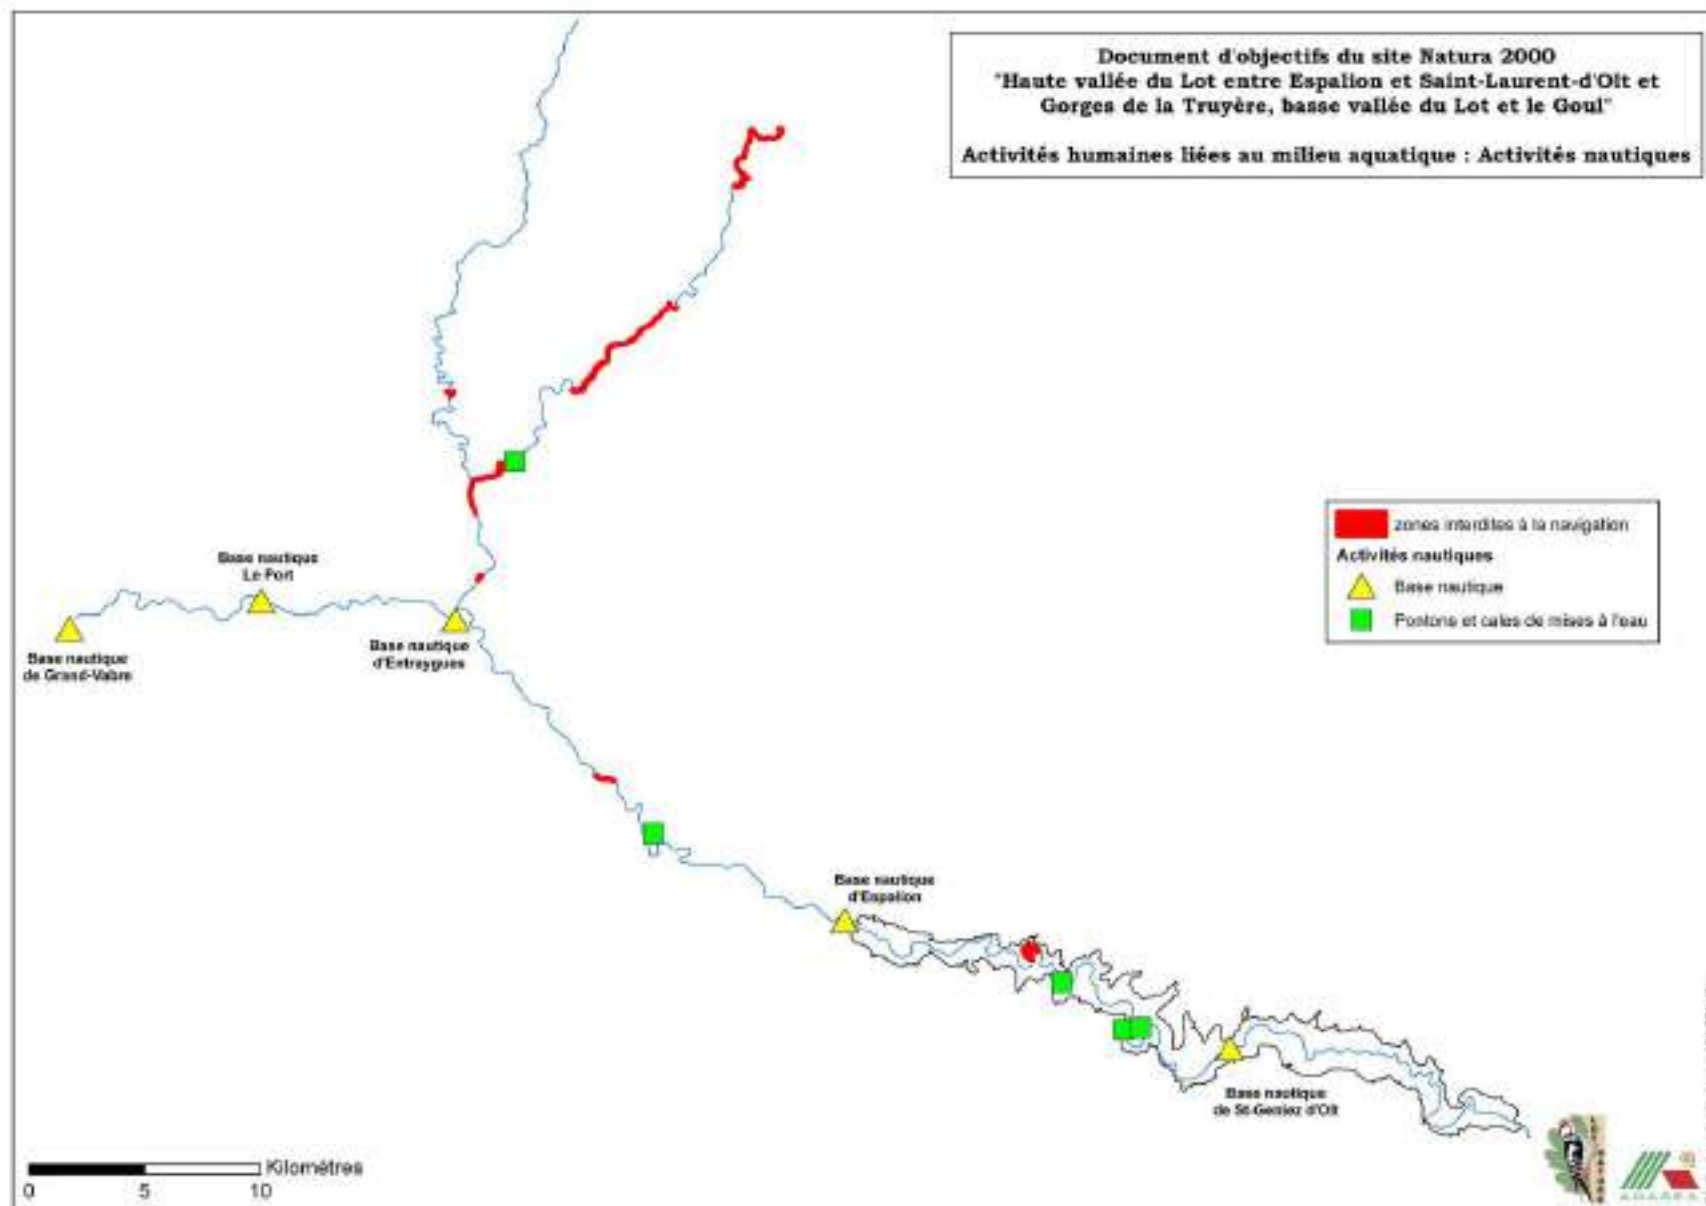 Document d'objectifs du site Natura 2000
"Haute vallée du Lot entre Espalion et Saint-Laurent-d'Olt et
Gorges de la Truyère, basse vallée du Lot et le Goul"
Activités humaines liées au milieu aquatique : Activités nautiques
zones interdites à la navigation
Activités nautiques
Base nautique
Pontons et cales de mises à l'eau
Base nautique
Le Port
Base nautique
de Grand-Vabre
Base nautique
d'Entraygues
Base nautique
d'Espalion
Base nautique
de St-Geniez d'Olt
Kilomètres
0 5 10
ADASEA